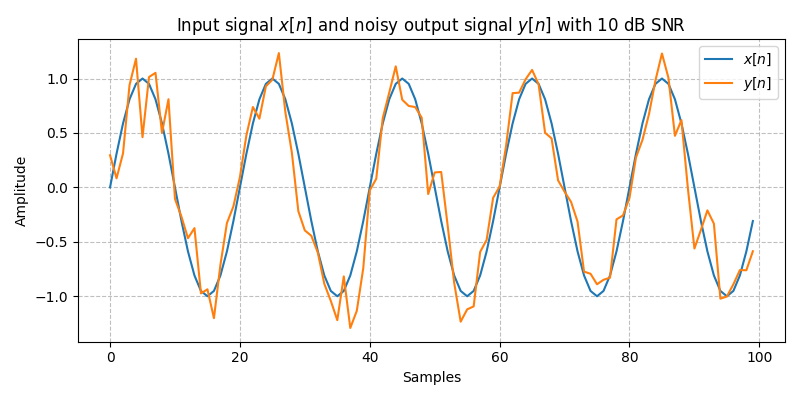 Input signal x[n] and noisy output signal y[n] with 10 dB SNR
x[n]
y[n]
Amplitude
1.0
0.5
0.0
−0.5
−1.0
0 20 40 60 80 100
Samples